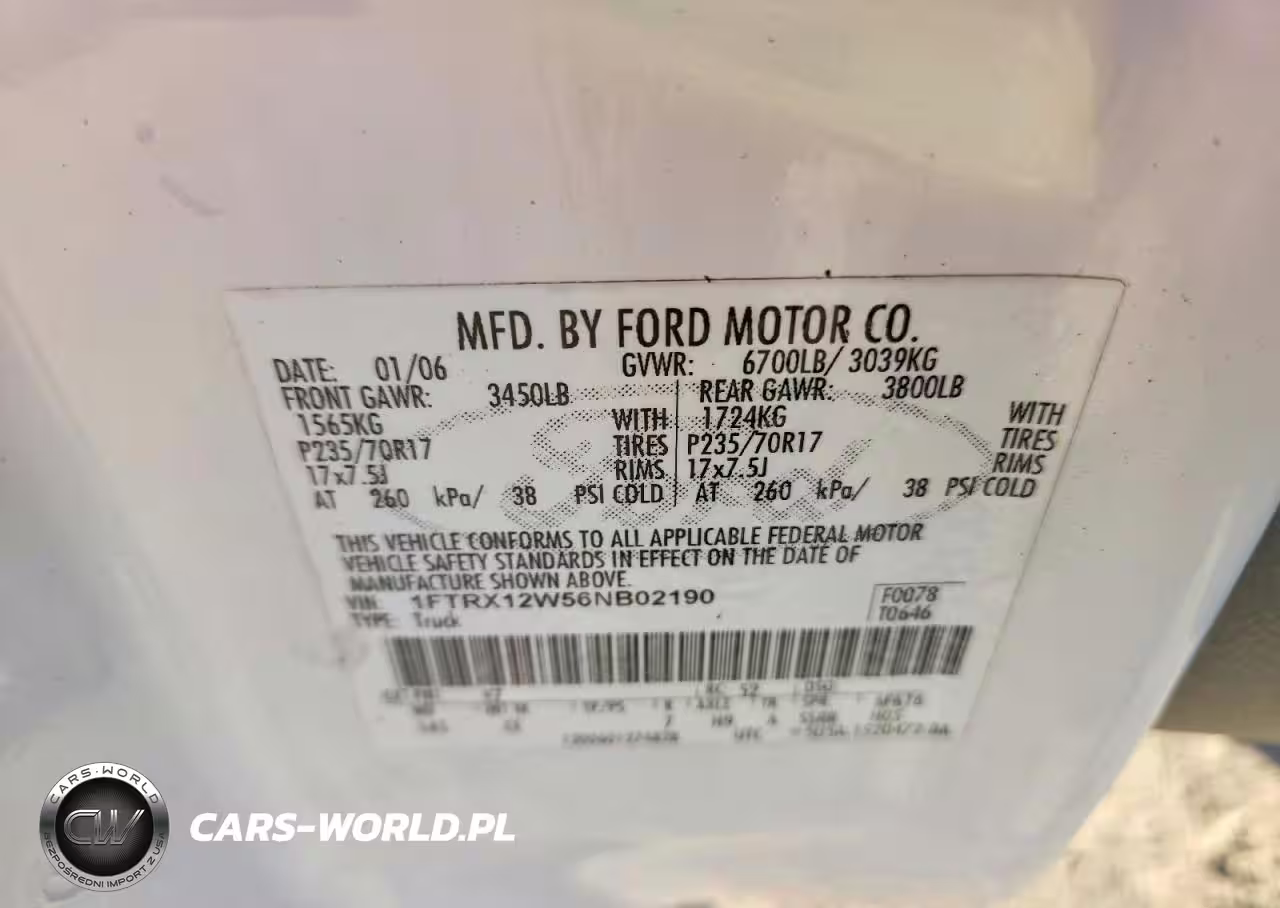 MFD. BY FORD MOTOR CO.
DATE: 01/06 GVWR: 6700LB/ 3039KG
FRONT GAWR: 3450LB REAR GAWR: 3800LB
1565KG WITH 1724KG WITH
P235/70R17 TIRES P235/70R17 TIRES
17x7.5J RIMS 17x7.5J RIMS
AT 260 kPa/ 38 PSI COLD AT 260 kPa/ 38 PSI COLD
THIS VEHICLE CONFORMS TO ALL APPLICABLE FEDERAL MOTOR
VEHICLE SAFETY STANDARDS IN EFFECT ON THE DATE OF
MANUFACTURE SHOWN ABOVE.
VIN: 1FTRX12W56NB02190 F0078
TYPE: Truck T0646
CARS-WORLD
CW
BEZPOŚREDNI IMPORT Z USA
CARS-WORLD.PL